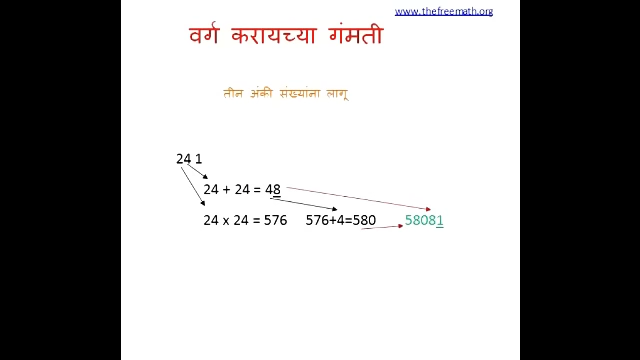 www.thefreemath.org
वर्ग करायच्या गंमती
तीन अंकी संख्यांना लागू
24 1
24 + 24 = 48
24 x 24 = 576 576+4=580 58081